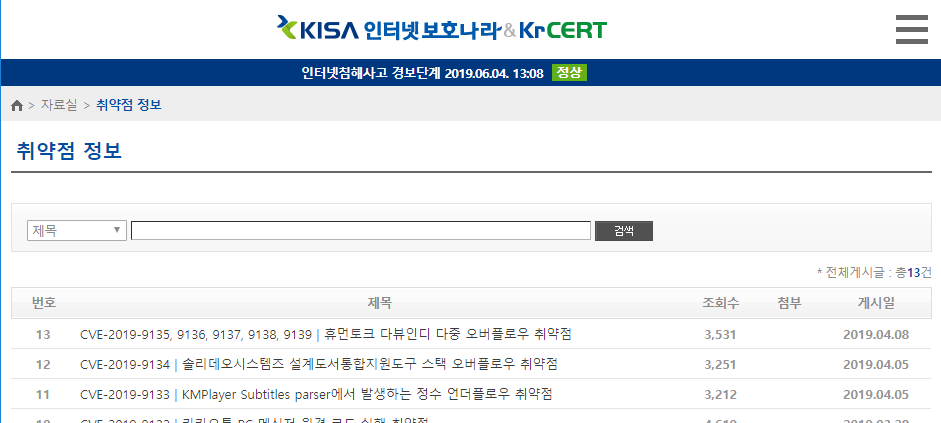 KISA 인터넷보호나라&KrCERT
인터넷침해사고 경보단계 2019.06.04. 13:08 정상
> 자료실 > 취약점 정보
취약점 정보
제목 ▼ 검색
* 전체게시글 : 총13건
번호 제목 조회수 첨부 게시일
13 CVE-2019-9135, 9136, 9137, 9138, 9139 | 휴먼토크 다뷰인디 다중 오버플로우 취약점 3,531 2019.04.08
12 CVE-2019-9134 | 솔리데오시스템즈 설계도서통합지원도구 스택 오버플로우 취약점 3,251 2019.04.05
11 CVE-2019-9133 | KMPlayer Subtitles parser에서 발생하는 정수 언더플로우 취약점 3,212 2019.04.05